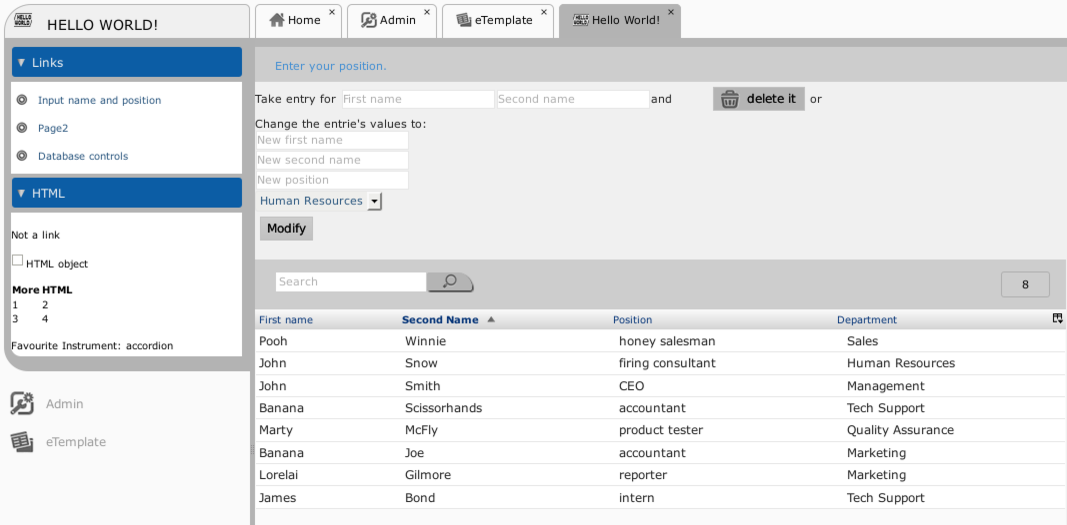 HELLO WORLD!
Home × Admin × eTemplate × Hello World! ×
Links
Input name and position
Page2
Database controls
HTML
Not a link
HTML object
More HTML
1 2
3 4
Favourite Instrument: accordion
Admin
eTemplate
Enter your position.
Take entry for First name Second name and delete it or
Change the entrie's values to:
New first name
New second name
New position
Human Resources
Modify
Search
8
First name Second Name Position Department
Pooh Winnie honey salesman Sales
John Snow firing consultant Human Resources
John Smith CEO Management
Banana Scissorhands accountant Tech Support
Marty McFly product tester Quality Assurance
Banana Joe accountant Marketing
Lorelai Gilmore reporter Marketing
James Bond intern Tech Support